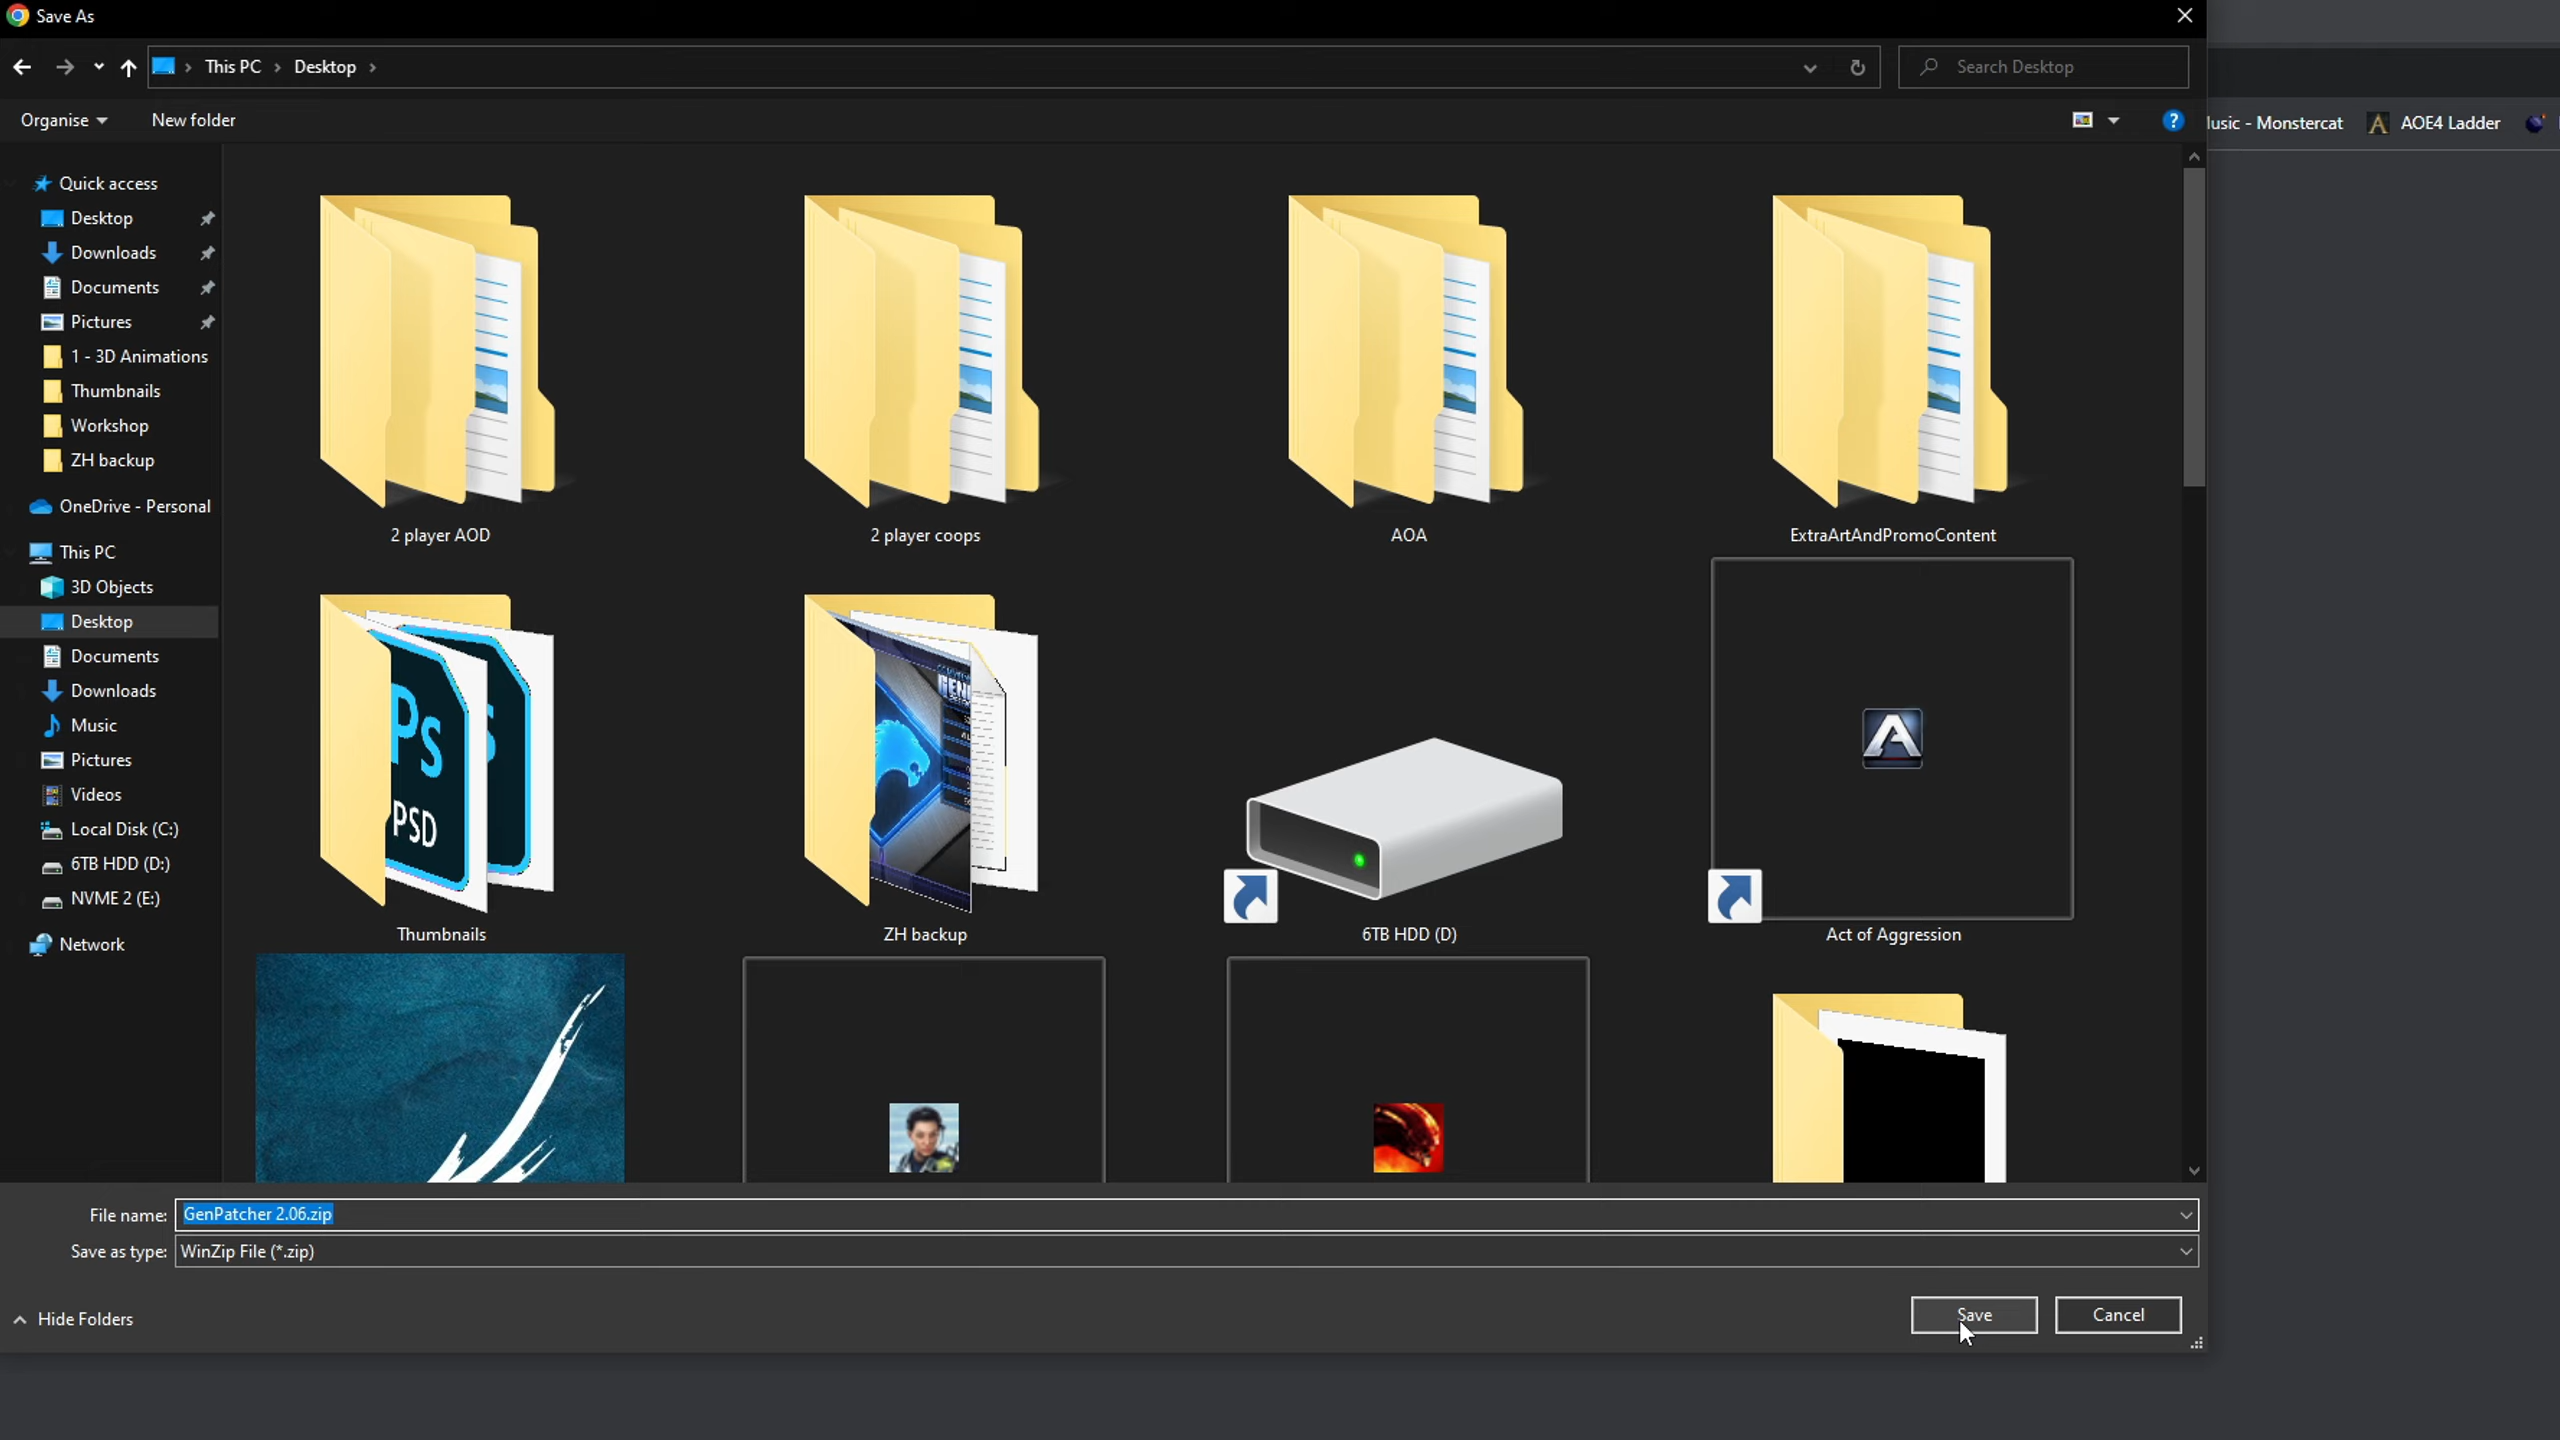 Save As
This PC
Desktop
Search Desktop
Organise
New folder
?
usic - Monstercat
AOE4 Ladder
Quick access
Desktop
Downloads
Documents
Pictures
1 - 3D Animations
Thumbnails
Workshop
ZH backup
OneDrive - Personal
This PC
3D Objects
Desktop
Documents
Downloads
Music
Pictures
Videos
Local Disk (C:)
6TB HDD (D:)
NVME 2 (E:)
Network
2 player AOD
2 player coops
AOA
ExtraArtAndPromoContent
Ps
PSD
GENE
Thumbnails
ZH backup
6TB HDD (D)
A
Act of Aggression
File name: GenPatcher 2.06.zip
Save as type: WinZip File (*.zip)
Hide Folders
Save
Cancel